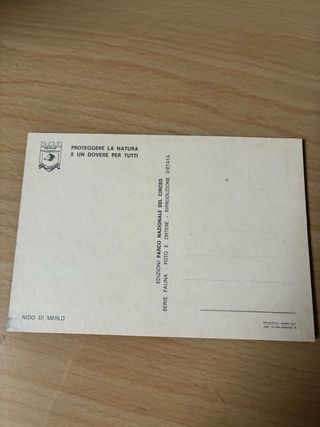 PROTEGGERE LA NATURA
E UN DOVERE PER TUTTI
EDIZIONI PARCO NAZIONALE DEL CIRCEO
SERIE FAUNA FOTO E. ORTESE - RIPRODUZIONE VIETATA
NIDO DI MERLO